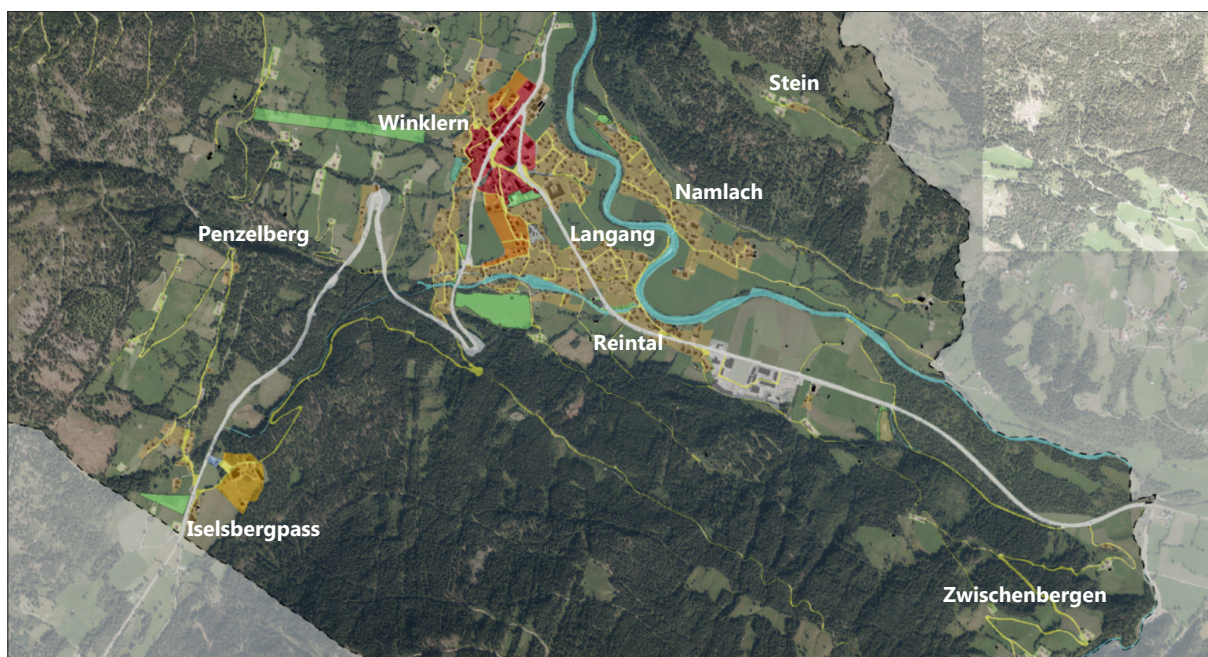 Stein
Winklern
Namlach
Penzelberg
Langang
Reintal
Iselsbergpass
Zwischenbergen